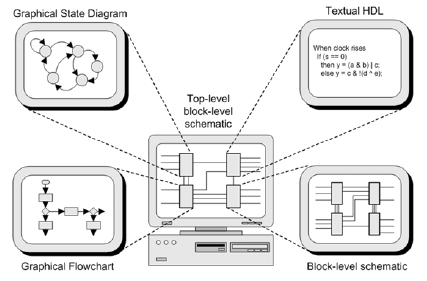 Graphical State Diagram
Textual HDL
When clock rises
If (s == 0)
then y = (a & b) | c;
else y = c & !(d ^ e);
Top-level
block-level
schematic
Graphical Flowchart
Block-level schematic